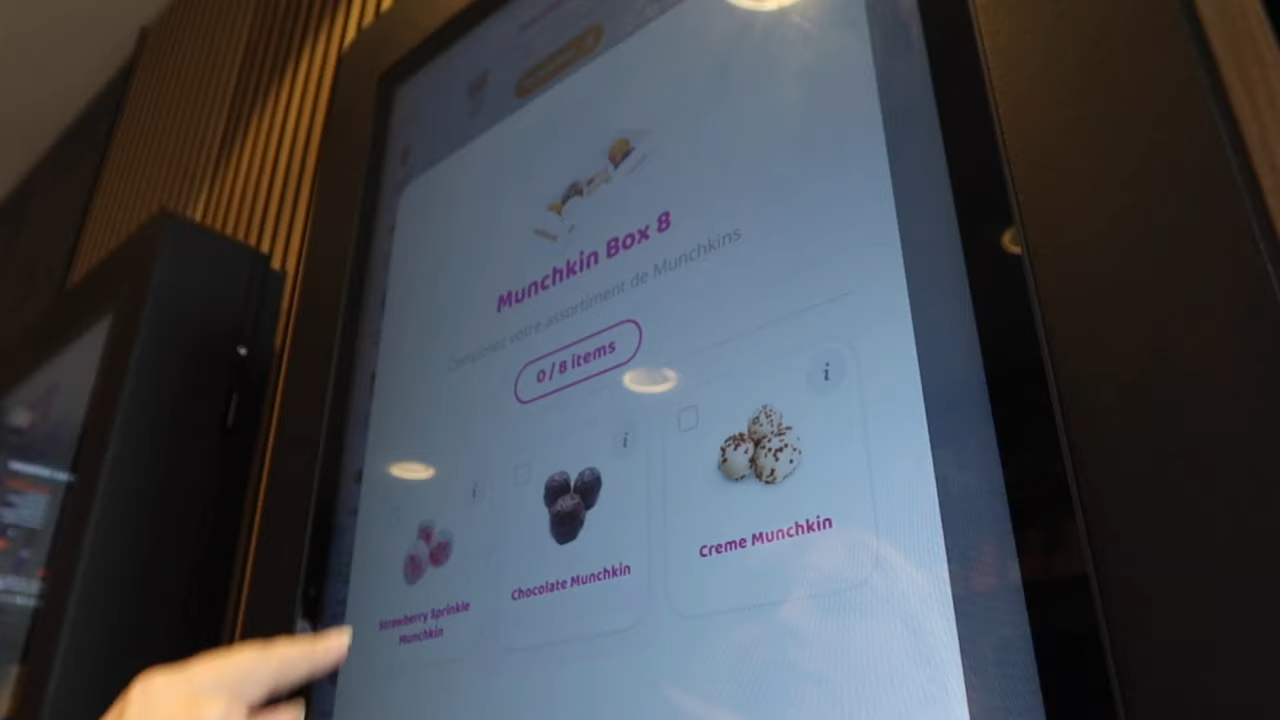 Munchkin Box 8
Composez votre assortiment de Munchkins
0 / 8 items
i
i
i
Strawberry Sprinkle
Munchkin
Chocolate Munchkin
Creme Munchkin